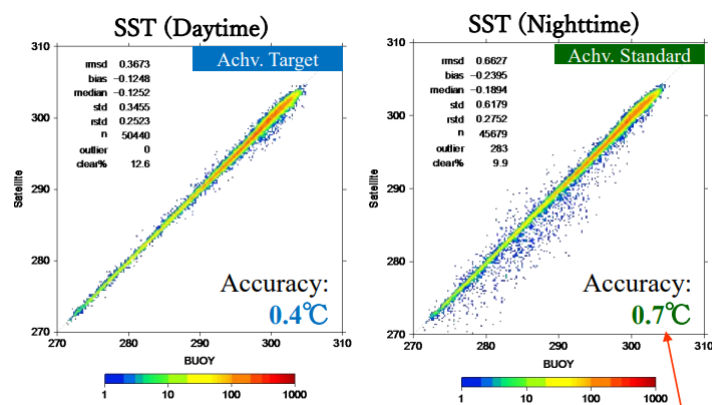 SST (Daytime)
Achv. Target
rmsd 0.3673
bias -0.1248
median -0.1252
std 0.3455
rstd 0.2523
n 50440
outlier 0
clear% 12.6
310
300
290
280
270
Satellite
Accuracy:
0.4℃
270 280 290 300 310
BUOY
1 10 100 1000
SST (Nighttime)
Achv. Standard
rmsd 0.6627
bias -0.2395
median -0.1894
std 0.6179
rstd 0.2752
n 45679
outlier 283
clear% 9.9
310
300
290
280
270
Satellite
Accuracy:
0.7℃
270 280 290 300 310
BUOY
1 10 100 1000